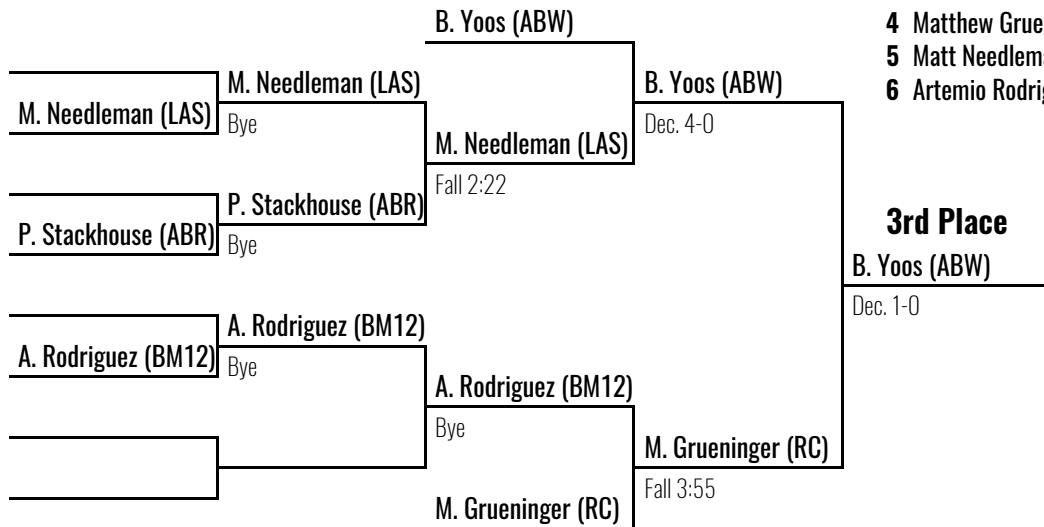 B. Yoos (ABW)
4 Matthew Grue
5 Matt Needlema
6 Artemio Rodrig
M. Needleman (LAS)
M. Needleman (LAS)
Bye
B. Yoos (ABW)
Dec. 4-0
M. Needleman (LAS)
Fall 2:22
P. Stackhouse (ABR)
P. Stackhouse (ABR)
Bye
3rd Place
B. Yoos (ABW)
Dec. 1-0
A. Rodriguez (BM12)
A. Rodriguez (BM12)
Bye
A. Rodriguez (BM12)
Bye
M. Grueninger (RC)
Fall 3:55
M. Grueninger (RC)